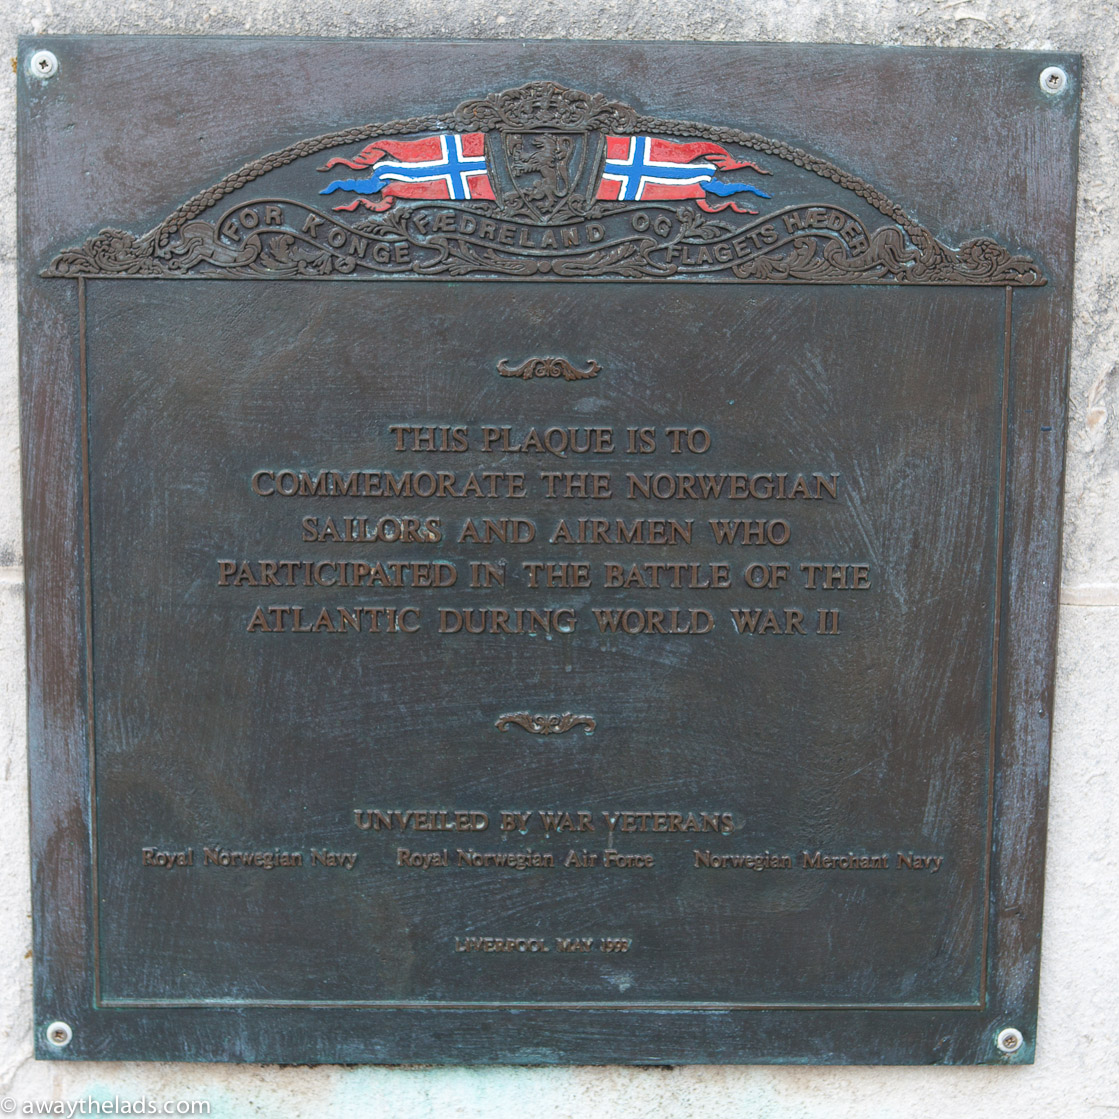 FOR KONGE FÆDRELAND OG FLAGETS HÆDER
THIS PLAQUE IS TO
COMMEMORATE THE NORWEGIAN
SAILORS AND AIRMEN WHO
PARTICIPATED IN THE BATTLE OF THE
ATLANTIC DURING WORLD WAR II
UNVEILED BY WAR VETERANS
Royal Norwegian Navy Royal Norwegian Air Force Norwegian Merchant Navy
LIVERPOOL MAY 1993
© awaythelads.com